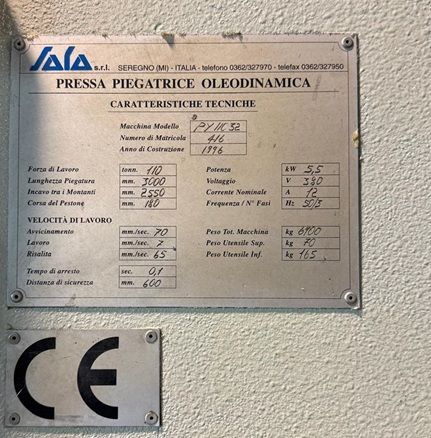 Sala s.r.l. SEREGNO (MI) - ITALIA - telefono 0362/327970 - telefax 0362/327950
PRESSA PIEGATRICE OLEODINAMICA
CARATTERISTICHE TECNICHE
Macchina Modello
Numero di Matricola 416
Anno di Costruzione 1996
Forza di Lavoro tonn. 110
Lunghezza Piegatura mm. 3000
Incavo tra i Montanti mm. 2550
Corsa del Pestone mm. 180
Potenza kW 5,5
Voltaggio V 380
Corrente Nominale A 12
Frequenza / N° Fasi Hz 50/3
VELOCITÀ DI LAVORO
Avvicinamento mm./sec. 70
Lavoro mm./sec. 7
Risalita mm./sec. 65
Peso Tot. Macchina kg 6900
Peso Utensile Sup. kg 70
Peso Utensile Inf. kg 165
Tempo di arresto sec. 0,1
Distanza di sicurezza mm. 600
CE